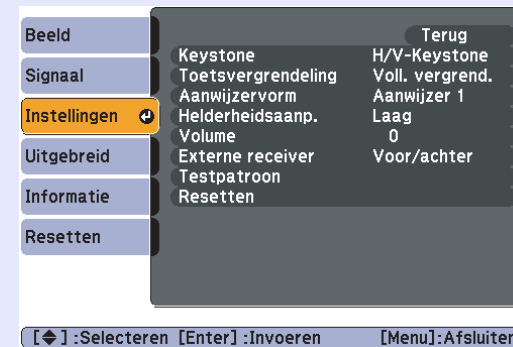 Beeld
Signaal
Instellingen
Uitgebreid
Informatie
Resetten
Terug
Keystone H/V-Keystone
Toetsvergrendeling Voll. vergrend.
Aanwijzervorm Aanwijzer 1
Helderheidsaanp. Laag
Volume 0
Externe receiver Voor/achter
Testpatroon
Resetten
[◆] :Selecteren [Enter] :Invoeren [Menu]:Afsluiten